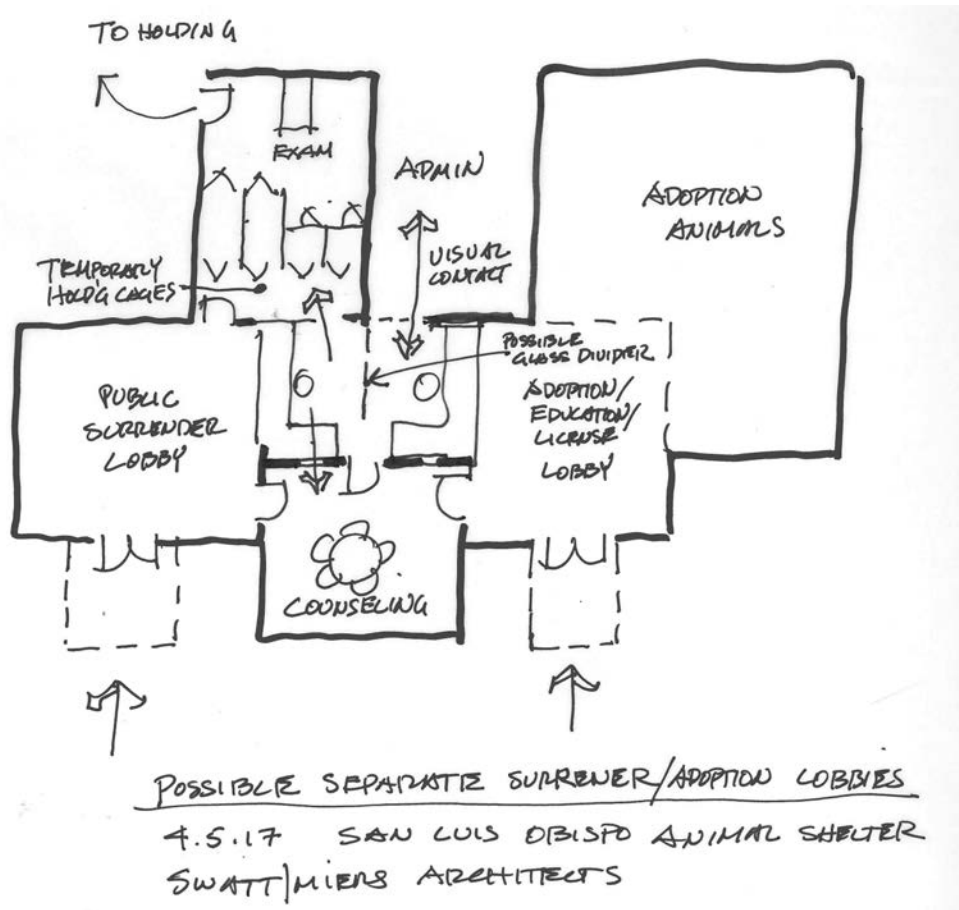 TO HOLDING
EXAM
ADMIN
ADOPTION
ANIMALS
VISUAL
CONTACT
TEMPORARY
HOLD'G CAGES
POSSIBLE
GLASS DIVIDER
PUBLIC
SURRENDER
LOBBY
ADOPTION/
EDUCATION/
LICENSE
LOBBY
COUNSELING
POSSIBLE SEPARATE SURRENER/ADOPTION LOBBIES
4.5.17 SAN LUIS OBISPO ANIMAL SHELTER
SWATT|MIERS ARCHITECTS